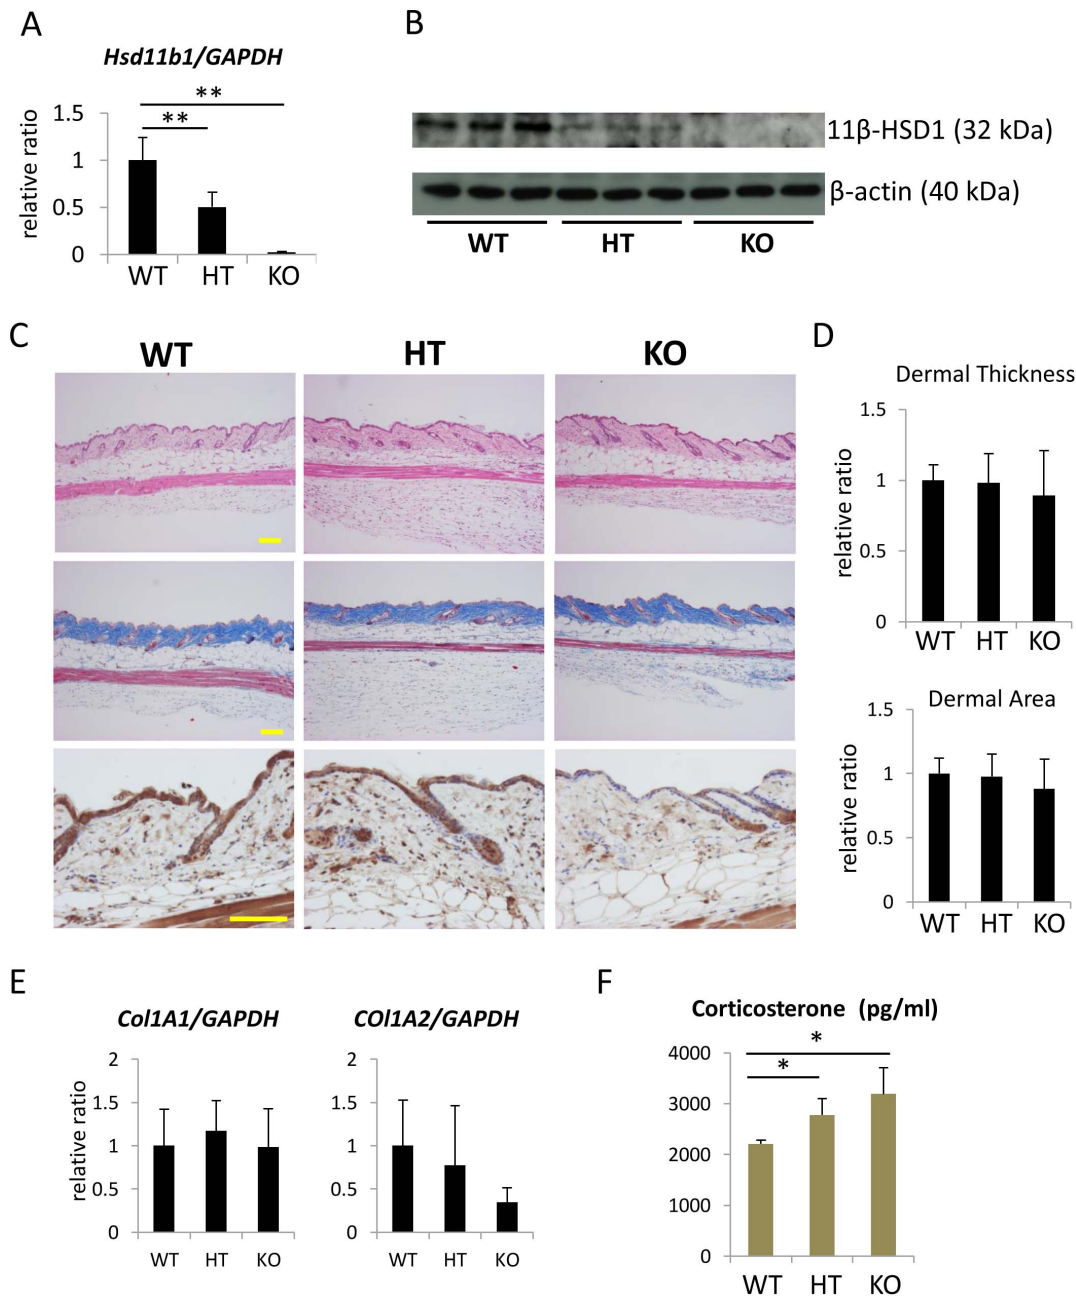 A
Hsd11b1/GAPDH
**
**
relative ratio
1.5
1
0.5
0
WT HT KO
B
11β-HSD1 (32 kDa)
β-actin (40 kDa)
WT HT KO
C
WT HT KO
D
Dermal Thickness
relative ratio
1.5
1
0.5
0
WT HT KO
Dermal Area
relative ratio
1.5
1
0.5
0
WT HT KO
E
Col1A1/GAPDH
relative ratio
2
1.5
1
0.5
0
WT HT KO
COl1A2/GAPDH
2
1.5
1
0.5
0
WT HT KO
F
Corticosterone (pg/ml)
*
*
4000
3000
2000
1000
0
WT HT KO